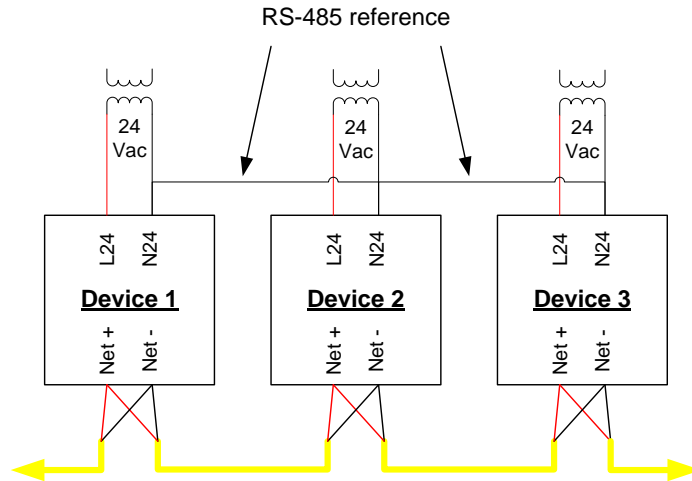 RS-485 reference
24
Vac
24
Vac
24
Vac
L24
N24
L24
N24
L24
N24
Device 1
Device 2
Device 3
Net +
Net -
Net +
Net -
Net +
Net -